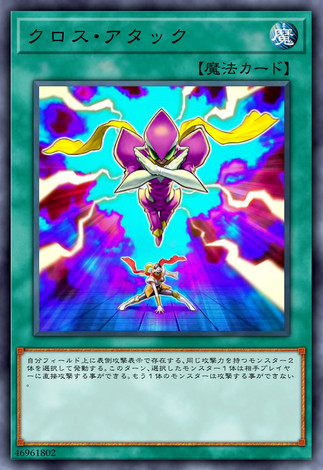 クロス・アタック
魔
【魔法カード】
自分フィールド上に表側攻撃表示で存在する、同じ攻撃力を持つモンスター２
体を選択して発動する。このターン、選択したモンスター１体は相手プレイヤ
ーに直接攻撃する事ができる。もう１体のモンスターは攻撃する事ができない
。
46961802